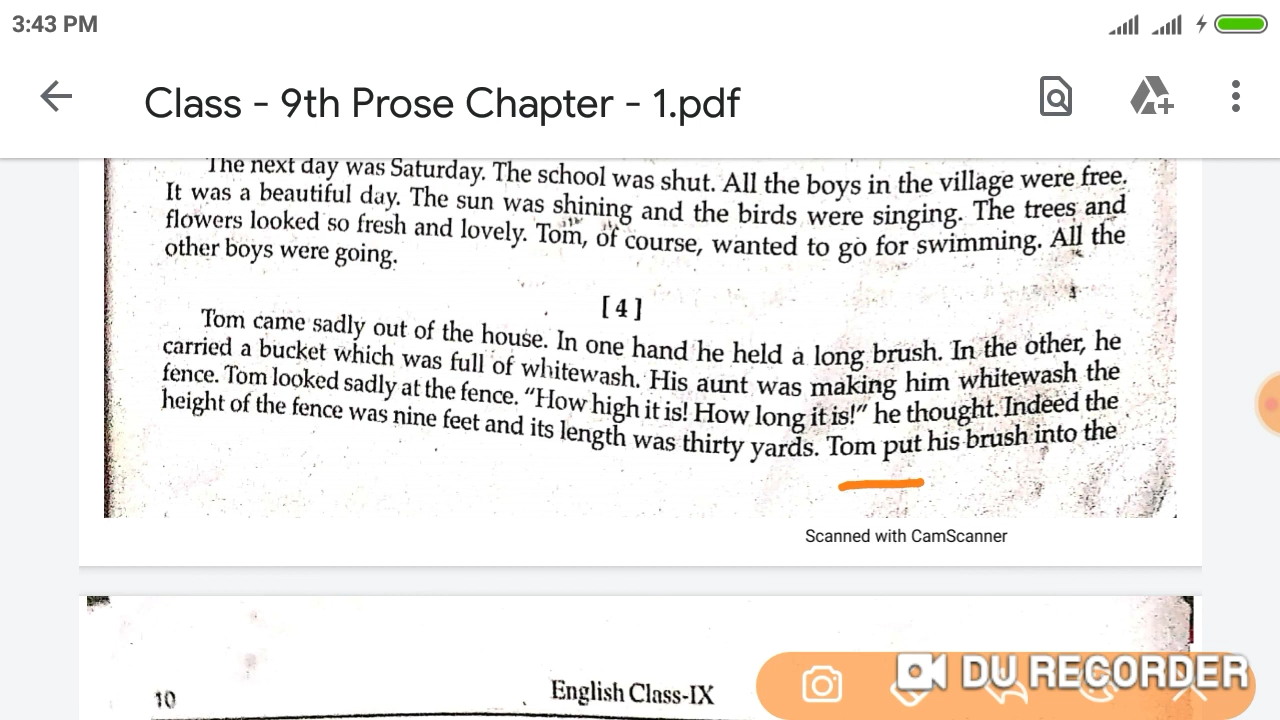 3:43 PM
Class - 9th Prose Chapter - 1.pdf
The next day was Saturday. The school was shut. All the boys in the village were free.
It was a beautiful day. The sun was shining and the birds were singing. The trees and
flowers looked so fresh and lovely. Tom, of course, wanted to go for swimming. All the
other boys were going.
[4]
Tom came sadly out of the house. In one hand he held a long brush. In the other, he
carried a bucket which was full of whitewash. His aunt was making him whitewash the
fence. Tom looked sadly at the fence. “How high it is! How long it is!” he thought. Indeed the
height of the fence was nine feet and its length was thirty yards. Tom put his brush into the
Scanned with CamScanner
10 English Class-IX
DU RECORDER